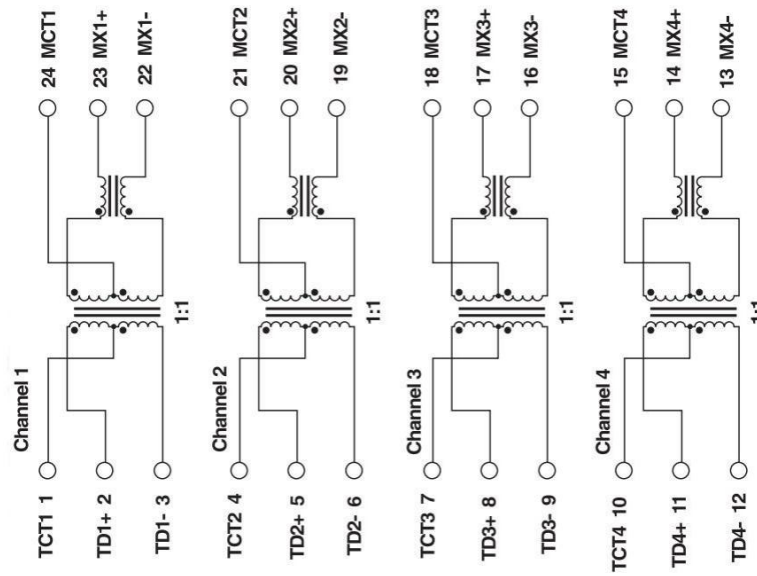 24 MCT1
23 MX1+
22 MX1-
21 MCT2
20 MX2+
19 MX2-
18 MCT3
17 MX3+
16 MX3-
15 MCT4
14 MX4+
13 MX4-
1:1
1:1
1:1
1:1
Channel 1
Channel 2
Channel 3
Channel 4
TCT1 1
TD1+ 2
TD1- 3
TCT2 4
TD2+ 5
TD2- 6
TCT3 7
TD3+ 8
TD3- 9
TCT4 10
TD4+ 11
TD4- 12